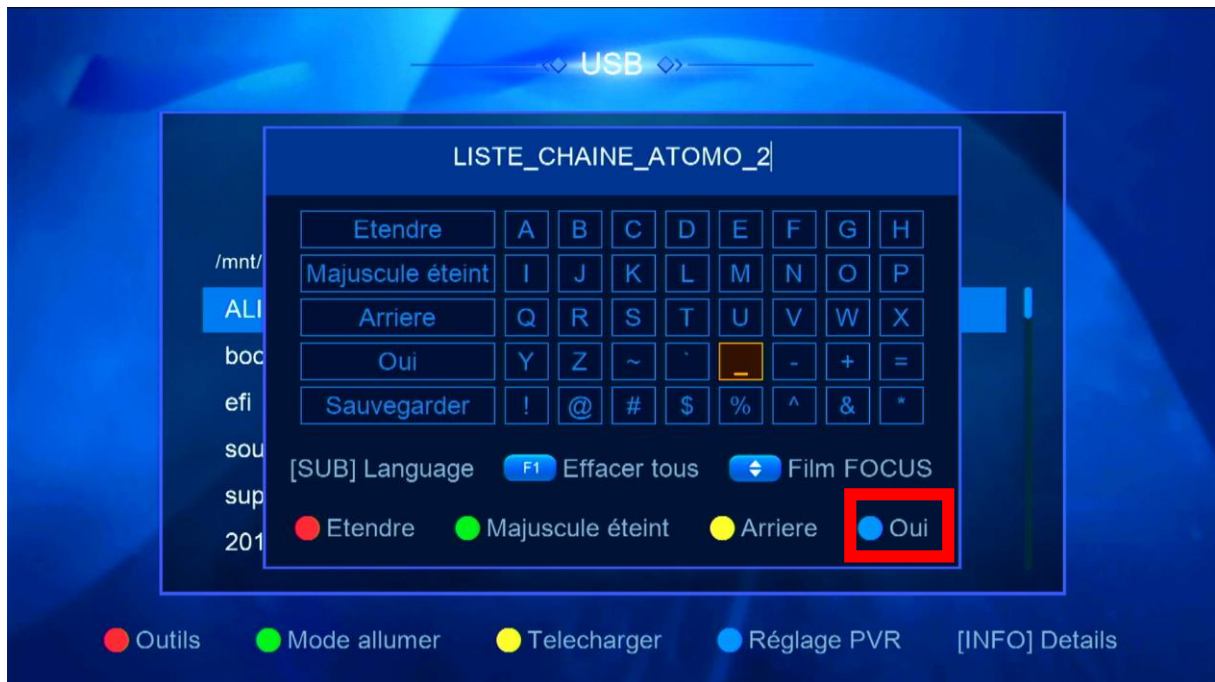 USB
LISTE_CHAINE_ATOMO_2
Etendre A B C D E F G H
/mnt/
Majuscule éteint I J K L M N O P
ALI
Arriere Q R S T U V W X
boo
Oui Y Z ~ ` _ - + =
efi
Sauvegarder ! @ # $ % ^ & *
sou
[SUB] Language F1 Effacer tous Film FOCUS
sup
Etendre Majuscule éteint Arriere Oui
201
Outils Mode allumer Telecharger Réglage PVR [INFO] Details